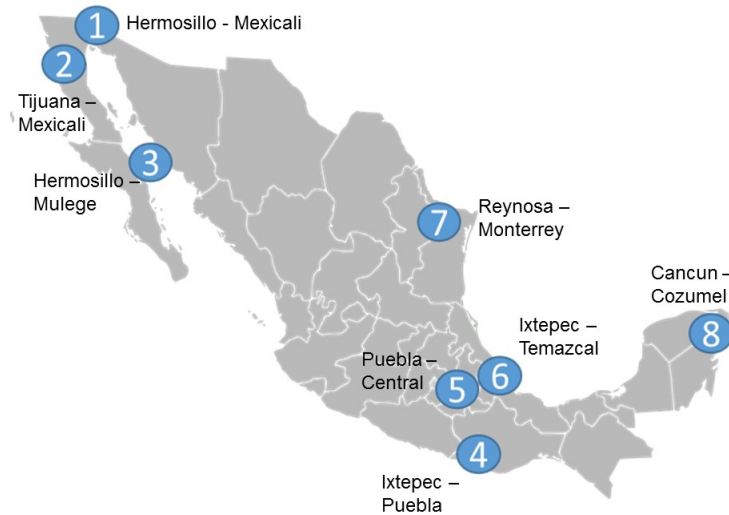 1
Hermosillo - Mexicali
2
Tijuana –
Mexicali
3
Hermosillo –
Mulege
7
Reynosa –
Monterrey
Cancun –
Cozumel
8
Ixtepec –
Temazcal
6
Puebla –
Central
5
4
Ixtepec –
Puebla